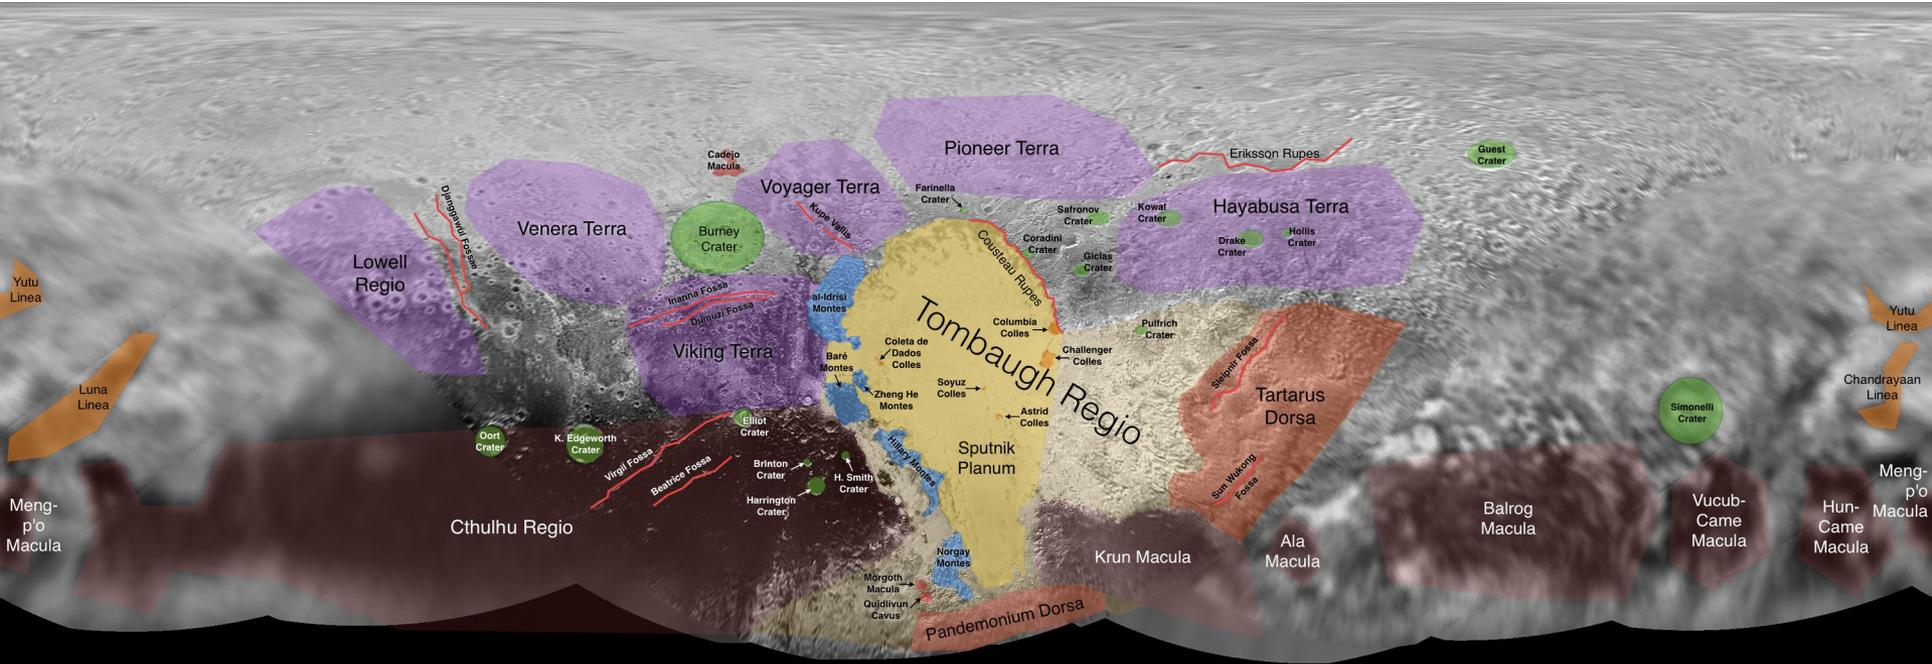 Pioneer Terra
Eriksson Rupes
Guest
Crater
Cadejo
Macula
Voyager Terra
Farinella
Crater
Safronov
Crater
Kowal
Crater
Hayabusa Terra
Djanggawul Fossae
Venera Terra
Burney
Crater
Kupe Vallis
Cousteau Rupes
Coradini
Crater
Drake
Crater
Hollis
Crater
Giclas
Crater
Lowell
Regio
Yutu
Linea
Inanna Fossa
Dumuzi Fossa
al-Idrisi
Montes
Tombaugh Regio
Columbia
Colles
Pulfrich
Crater
Yutu
Linea
Viking Terra
Coleta de
Dados
Colles
Baré
Montes
Challenger
Colles
Sleipnir Fossa
Luna
Linea
Zheng He
Montes
Soyuz
Colles
Astrid
Colles
Tartarus
Dorsa
Simonelli
Crater
Chandrayaan
Linea
Oort
Crater
K. Edgeworth
Crater
Elliot
Crater
Virgil Fossa
Beatrice Fossa
Brinton
Crater
H. Smith
Crater
Harrington
Crater
Hillary Montes
Sputnik
Planum
Sun Wukong
Fossa
Meng-
p'o
Macula
Cthulhu Regio
Krun Macula
Ala
Macula
Balrog
Macula
Vucub-
Came
Macula
Hun-
Came
Macula
Meng-
p'o
Macula
Norgay
Montes
Morgoth
Macula
Quidlivun
Cavus
Pandemonium Dorsa